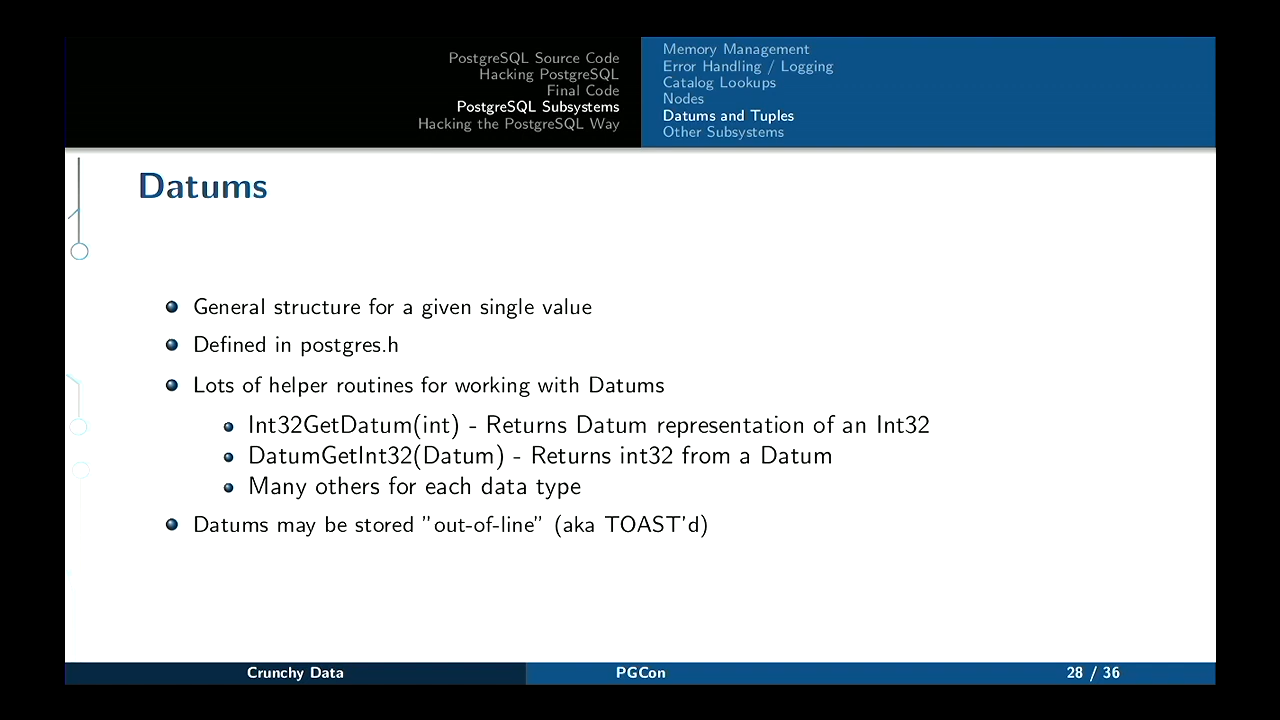 PostgreSQL Source Code
Hacking PostgreSQL
Final Code
PostgreSQL Subsystems
Hacking the PostgreSQL Way
Memory Management
Error Handling / Logging
Catalog Lookups
Nodes
Datums and Tuples
Other Subsystems
Datums
General structure for a given single value
Defined in postgres.h
Lots of helper routines for working with Datums
Int32GetDatum(int) - Returns Datum representation of an Int32
DatumGetInt32(Datum) - Returns int32 from a Datum
Many others for each data type
Datums may be stored ”out-of-line” (aka TOAST’d)
Crunchy Data
PGCon
28 / 36